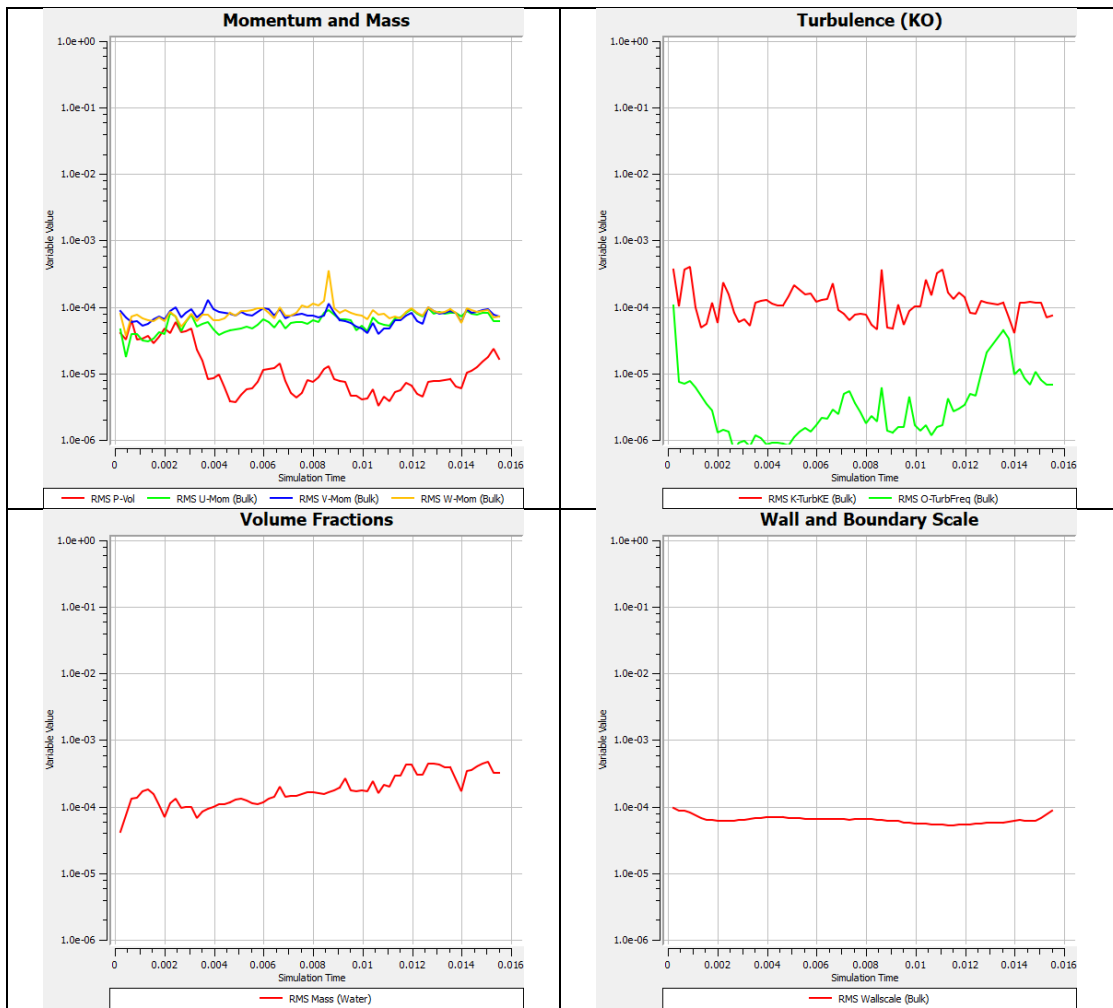 Momentum and Mass
1.0e+00
1.0e-01
1.0e-02
1.0e-03
1.0e-04
1.0e-05
1.0e-06
Variable Value
0 0.002 0.004 0.006 0.008 0.010 0.012 0.014 0.016
Simulation Time
RMS P-Vol RMS U-Mom (Bulk) RMS V-Mom (Bulk) RMS W-Mom (Bulk)
Turbulence (KO)
1.0e+00
1.0e-01
1.0e-02
1.0e-03
1.0e-04
1.0e-05
1.0e-06
Variable Value
0 0.002 0.004 0.006 0.008 0.010 0.012 0.014 0.016
Simulation Time
RMS K-TurbKE (Bulk) RMS O-TurbFreq (Bulk)
Volume Fractions
1.0e+00
1.0e-01
1.0e-02
1.0e-03
1.0e-04
1.0e-05
1.0e-06
Variable Value
0 0.002 0.004 0.006 0.008 0.010 0.012 0.014 0.016
Simulation Time
RMS Mass (Water)
Wall and Boundary Scale
1.0e+00
1.0e-01
1.0e-02
1.0e-03
1.0e-04
1.0e-05
1.0e-06
Variable Value
0 0.002 0.004 0.006 0.008 0.010 0.012 0.014 0.016
Simulation Time
RMS Wallscale (Bulk)